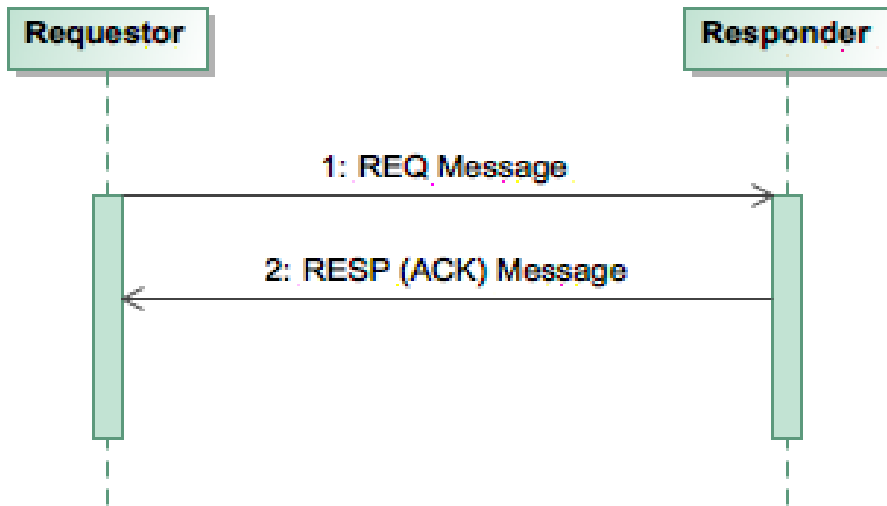 Requestor
Responder
1: REQ Message
2: RESP (ACK) Message